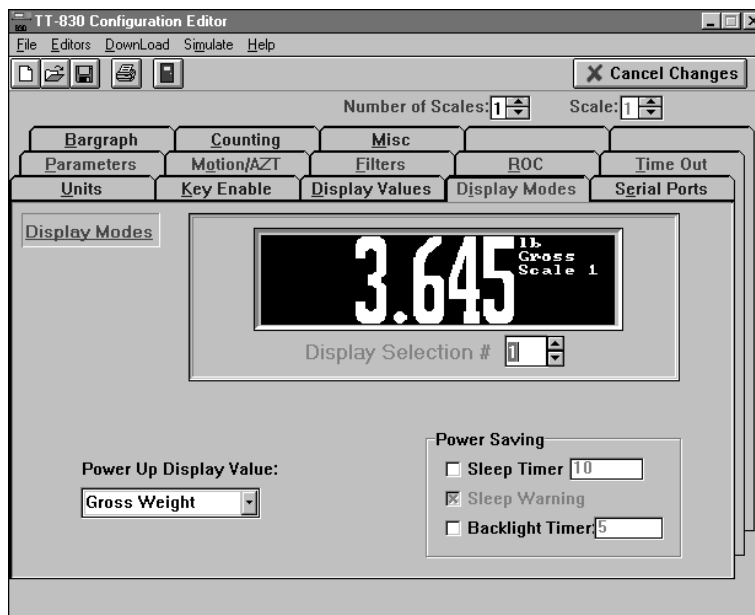 TT-830 Configuration Editor
File Editors DownLoad Simulate Help
Cancel Changes
Number of Scales: 1 Scale: 1
Bargraph Counting Misc
Parameters Motion/AZT Filters ROC Time Out
Units Key Enable Display Values Display Modes Serial Ports
Display Modes
3.645
lb
Gross
Scale 1
Display Selection # 1
Power Up Display Value:
Gross Weight
Power Saving
Sleep Timer 10
Sleep Warning
Backlight Timer: 5